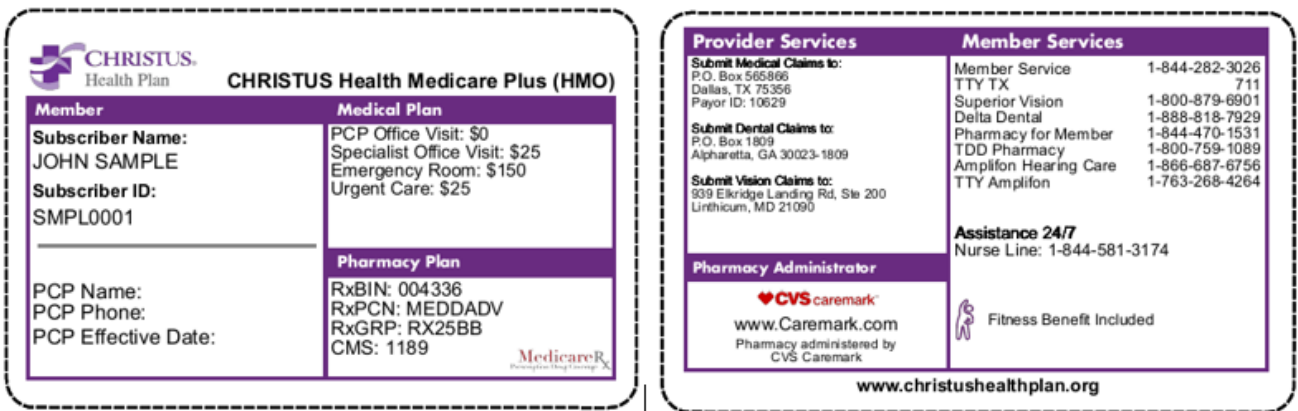 CHRISTUS®
Health Plan
CHRISTUS Health Medicare Plus (HMO)
Member
Subscriber Name:
JOHN SAMPLE
Subscriber ID:
SMPL0001
PCP Name:
PCP Phone:
PCP Effective Date:
Medical Plan
PCP Office Visit: $0
Specialist Office Visit: $25
Emergency Room: $150
Urgent Care: $25
Pharmacy Plan
RxBIN: 004336
RxPCN: MEDDADV
RxGRP: RX25BB
CMS: 1189
MedicareRx
Prescription Drug Coverage
Provider Services
Submit Medical Claims to:
P.O. Box 565866
Dallas, TX 75356
Payor ID: 10629
Submit Dental Claims to:
P.O. Box 1809
Alpharetta, GA 30023-1809
Submit Vision Claims to:
939 Elkridge Landing Rd, Ste 200
Linthicum, MD 21090
Pharmacy Administrator
CVS caremark
www.Caremark.com
Pharmacy administered by
CVS Caremark
Member Services
Member Service 1-844-282-3026
TTY TX 711
Superior Vision 1-800-879-6901
Delta Dental 1-888-818-7929
Pharmacy for Member 1-844-470-1531
TDD Pharmacy 1-800-759-1089
Amplifon Hearing Care 1-866-687-6756
TTY Amplifon 1-763-268-4264
Assistance 24/7
Nurse Line: 1-844-581-3174
Fitness Benefit Included
www.christushealthplan.org